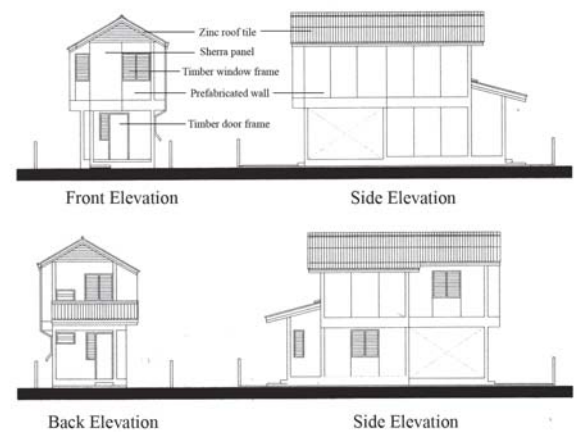 Zinc roof tile
Sherra panel
Timber window frame
Prefabricated wall
Timber door frame
Front Elevation
Side Elevation
Back Elevation
Side Elevation